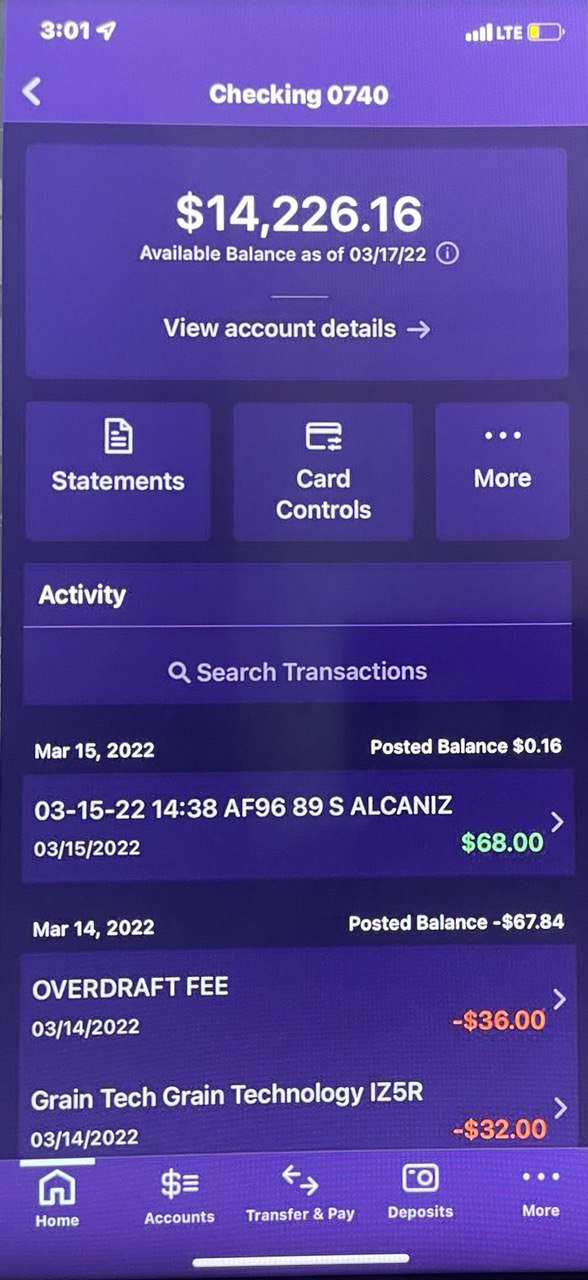 3:01 LTE
Checking 0740
$14,226.16
Available Balance as of 03/17/22
View account details
Statements
Card
Controls
More
Activity
Search Transactions
Mar 15, 2022 Posted Balance $0.16
03-15-22 14:38 AF96 89 S ALCANIZ
03/15/2022 $68.00
Mar 14, 2022 Posted Balance -$67.84
OVERDRAFT FEE
03/14/2022 -$36.00
Grain Tech Grain Technology IZ5R
03/14/2022 -$32.00
Home Accounts Transfer & Pay Deposits More